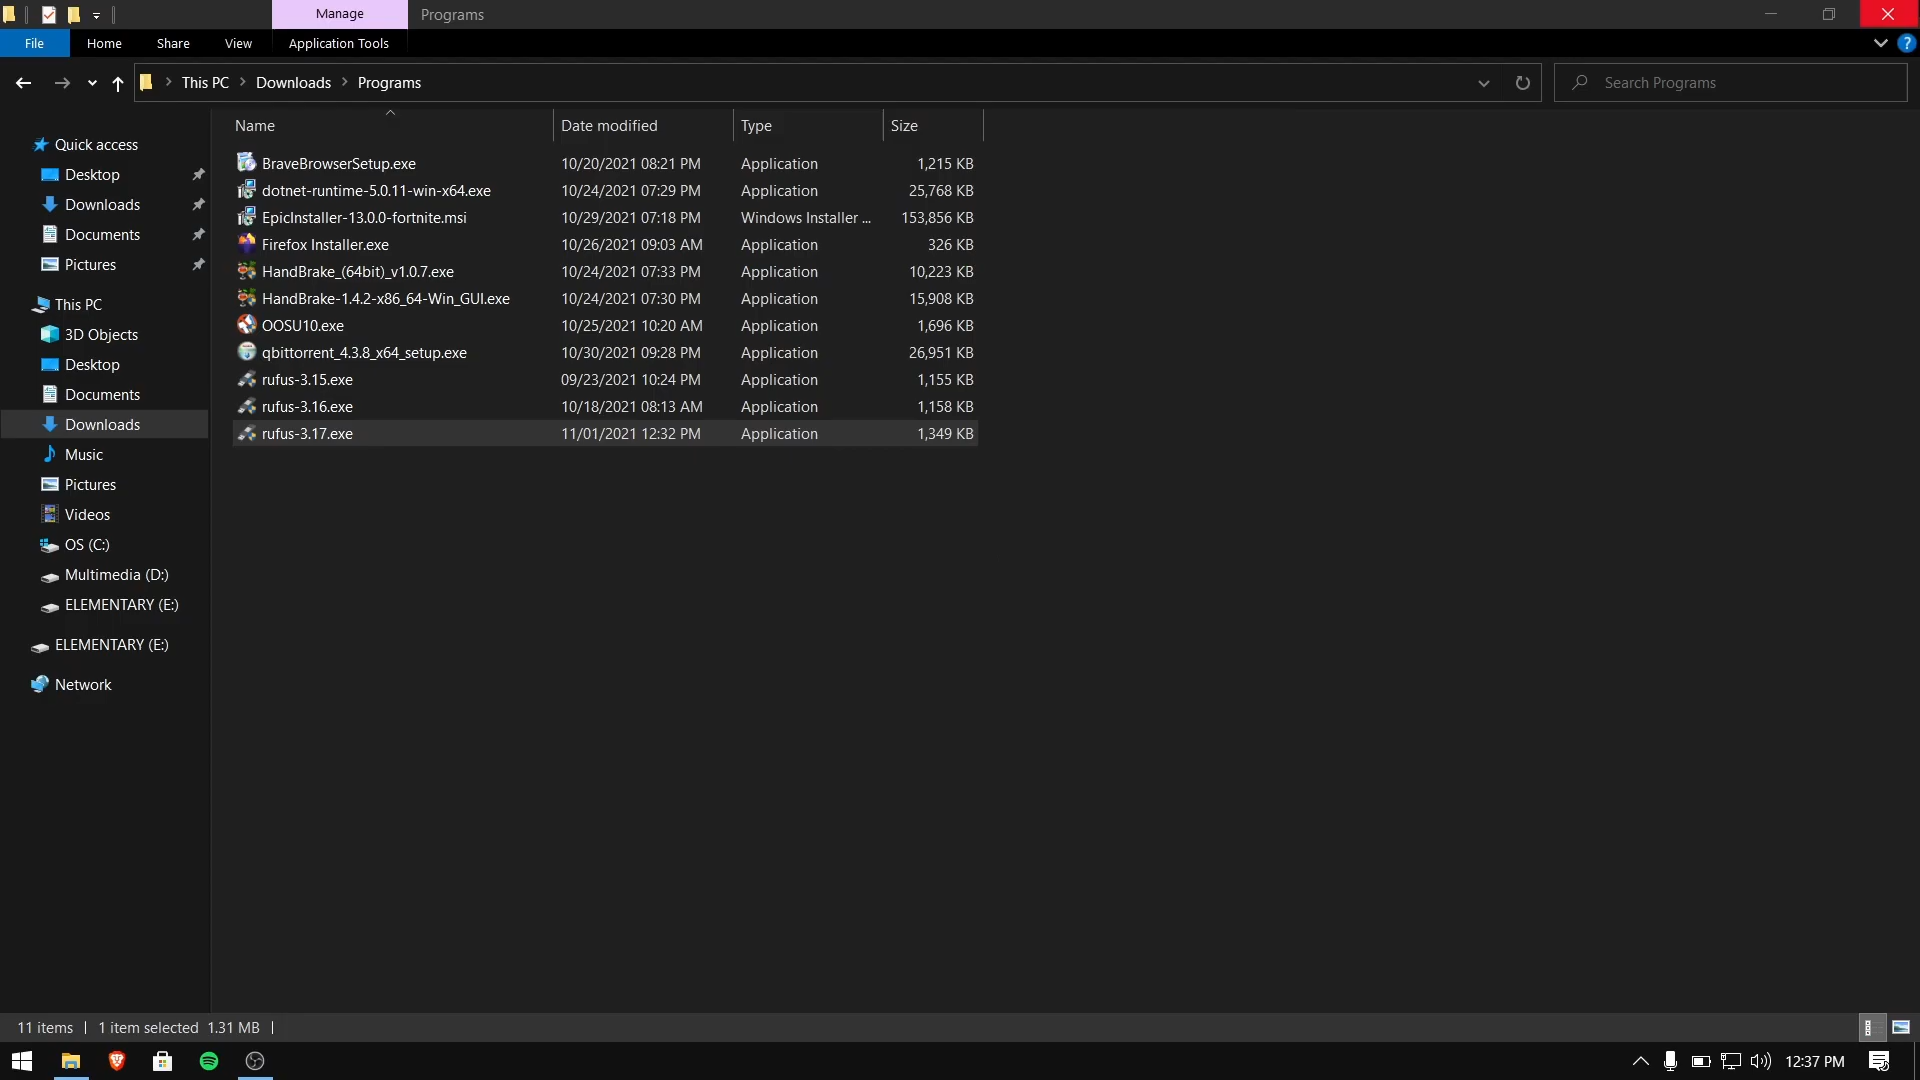 Manage Programs
File Home Share View Application Tools
This PC Downloads Programs Search Programs
Name Date modified Type Size
Quick access
Desktop
Downloads
Documents
Pictures
This PC
3D Objects
Desktop
Documents
Downloads
Music
Pictures
Videos
OS (C:)
Multimedia (D:)
ELEMENTARY (E:)
ELEMENTARY (E:)
Network
BraveBrowserSetup.exe 10/20/2021 08:21 PM Application 1,215 KB
dotnet-runtime-5.0.11-win-x64.exe 10/24/2021 07:29 PM Application 25,768 KB
EpicInstaller-13.0.0-fortnite.msi 10/29/2021 07:18 PM Windows Installer ... 153,856 KB
Firefox Installer.exe 10/26/2021 09:03 AM Application 326 KB
HandBrake_(64bit)_v1.0.7.exe 10/24/2021 07:33 PM Application 10,223 KB
HandBrake-1.4.2-x86_64-Win_GUI.exe 10/24/2021 07:30 PM Application 15,908 KB
OOSU10.exe 10/25/2021 10:20 AM Application 1,696 KB
qbittorrent_4.3.8_x64_setup.exe 10/30/2021 09:28 PM Application 26,951 KB
rufus-3.15.exe 09/23/2021 10:24 PM Application 1,155 KB
rufus-3.16.exe 10/18/2021 08:13 AM Application 1,158 KB
rufus-3.17.exe 11/01/2021 12:32 PM Application 1,349 KB
11 items 1 item selected 1.31 MB
12:37 PM